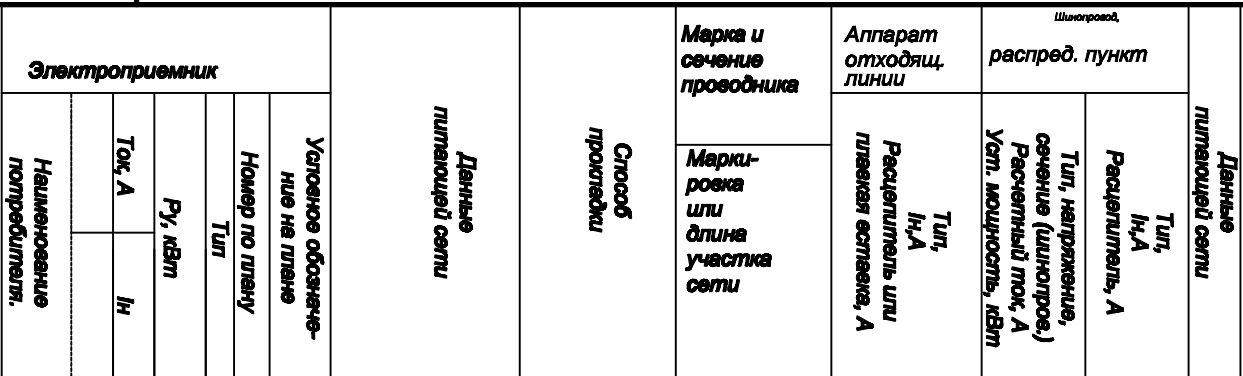 Электроприемник
Наименование
потребителя.
Ток, А
Iн
Ру, кВт
Тип
Номер по плану
Условное обозначе-
ние на плане
Данные
питающей сети
Способ
прокладки
Марка и
сечение
проводника
Марки-
ровка
или
длина
участка
сети
Аппарат
отходящ.
линии
Тип,
Iн,А
Расцепитель или
плавкая вставка, А
Шинопровод,
распред. пункт
Тип, напряжение,
сечение (шинопров.)
Расчетный ток, А
Уст. мощность, кВт
Тип,
Iн,А
Расцепитель, А
Данные
питающей сети